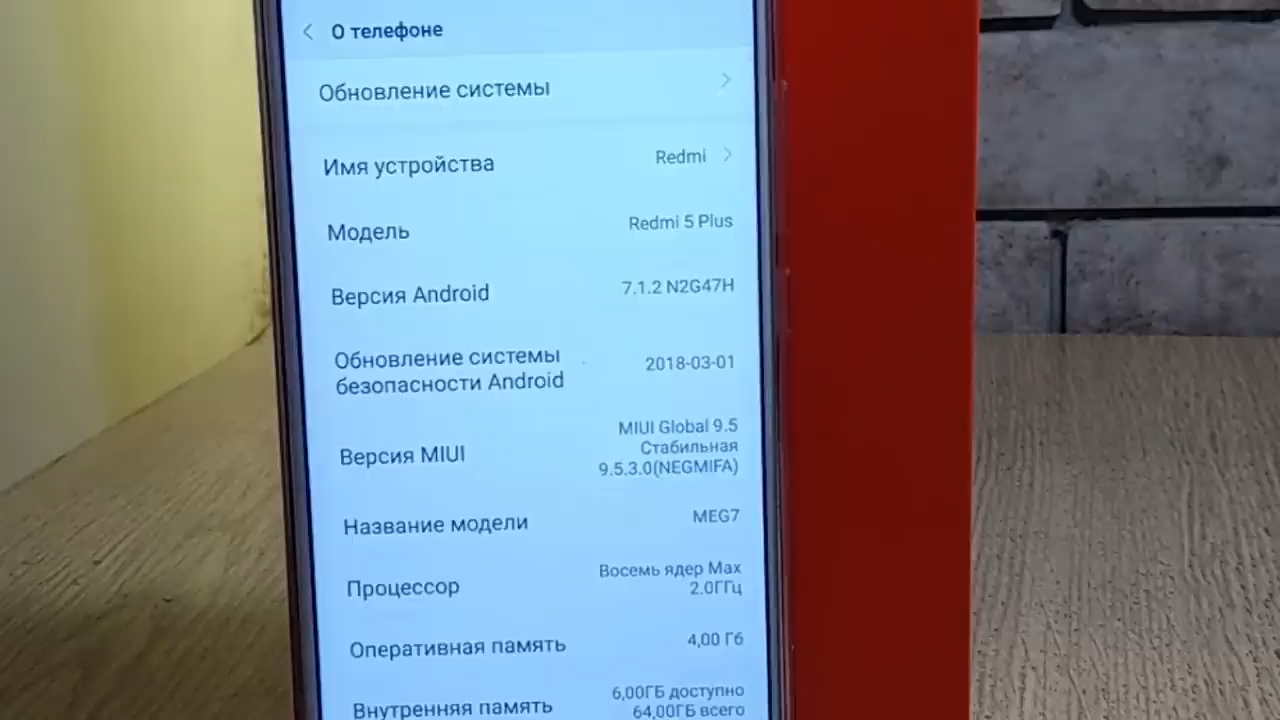 О телефоне
Обновление системы
Имя устройства Redmi
Модель Redmi 5 Plus
Версия Android 7.1.2 N2G47H
Обновление системы
безопасности Android 2018-03-01
Версия MIUI MIUI Global 9.5
Стабильная
9.5.3.0(NEGMIFA)
Название модели MEG7
Процессор Восемь ядер Max
2.0ГГц
Оперативная память 4,00 Гб
Внутренняя память 6,00ГБ доступно
64,00ГБ всего